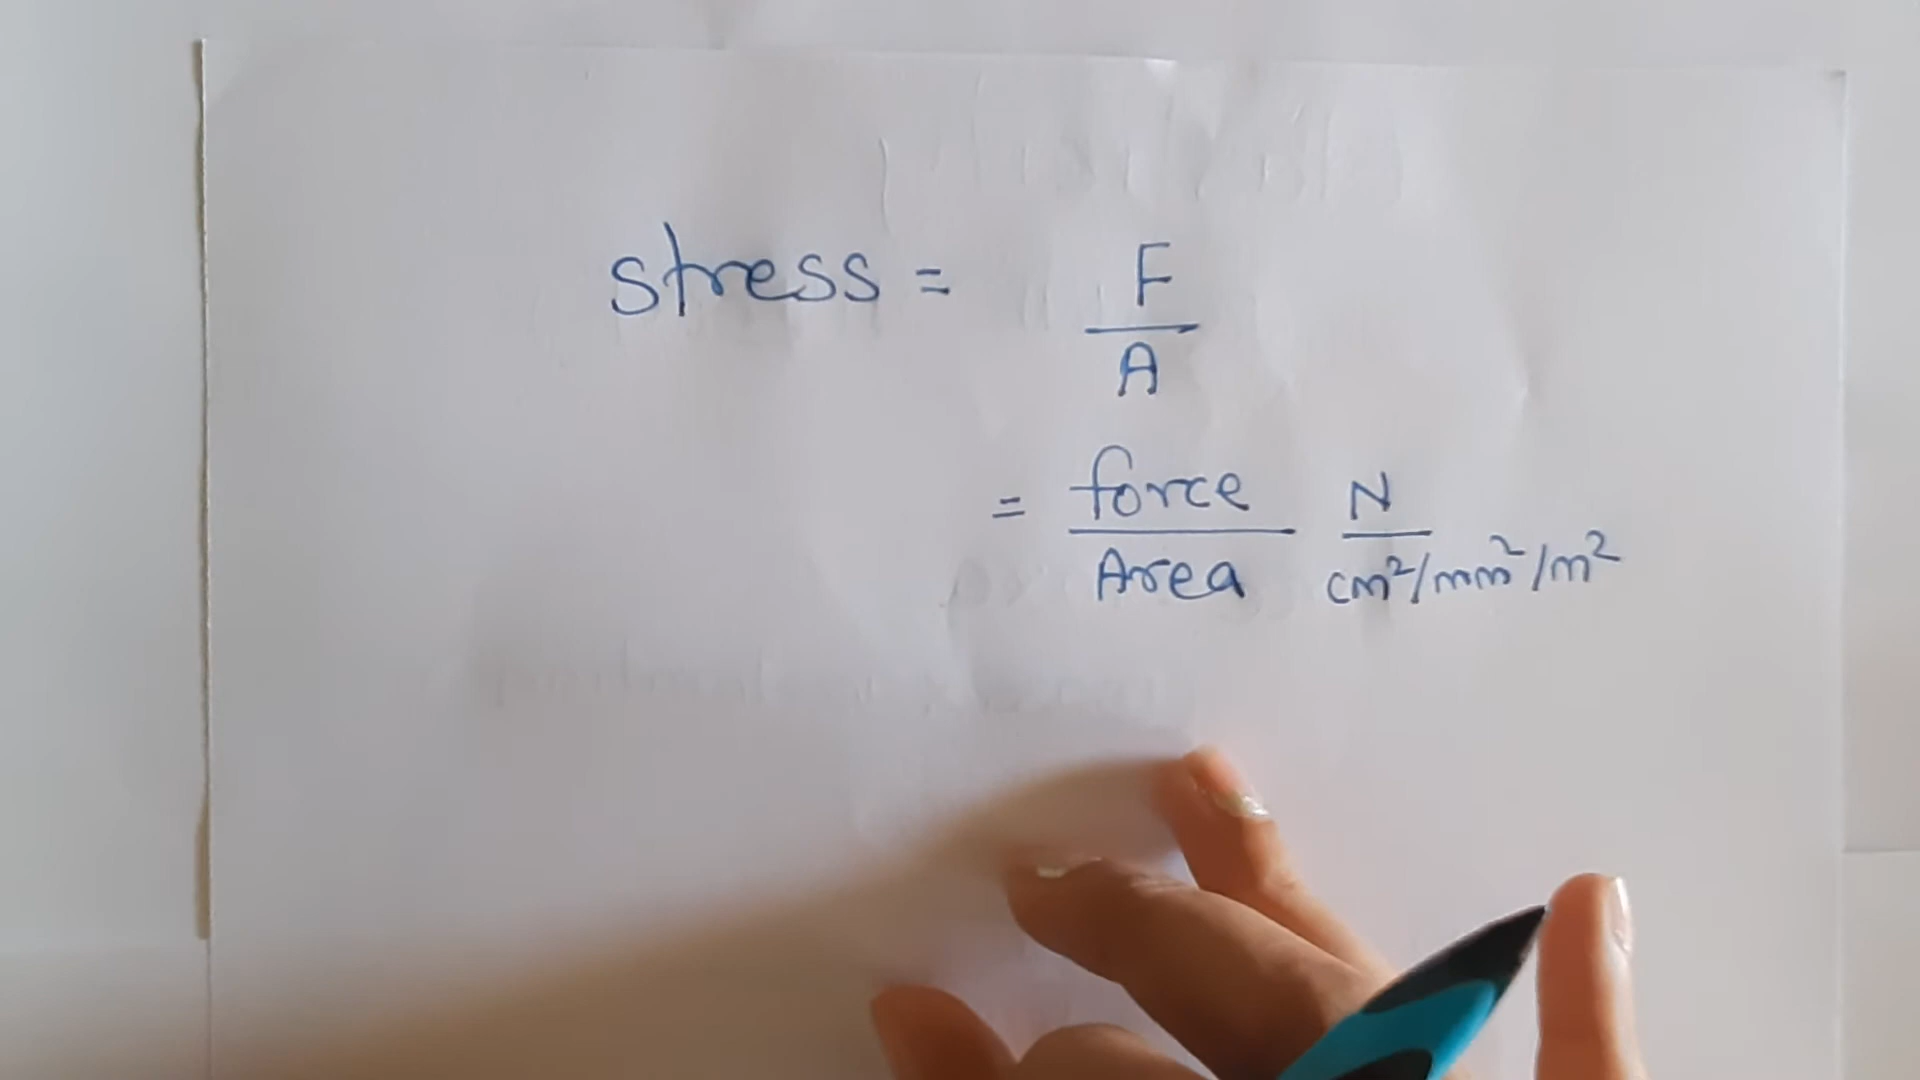 stress = F
A
= force N
Area cm²/mm²/m²